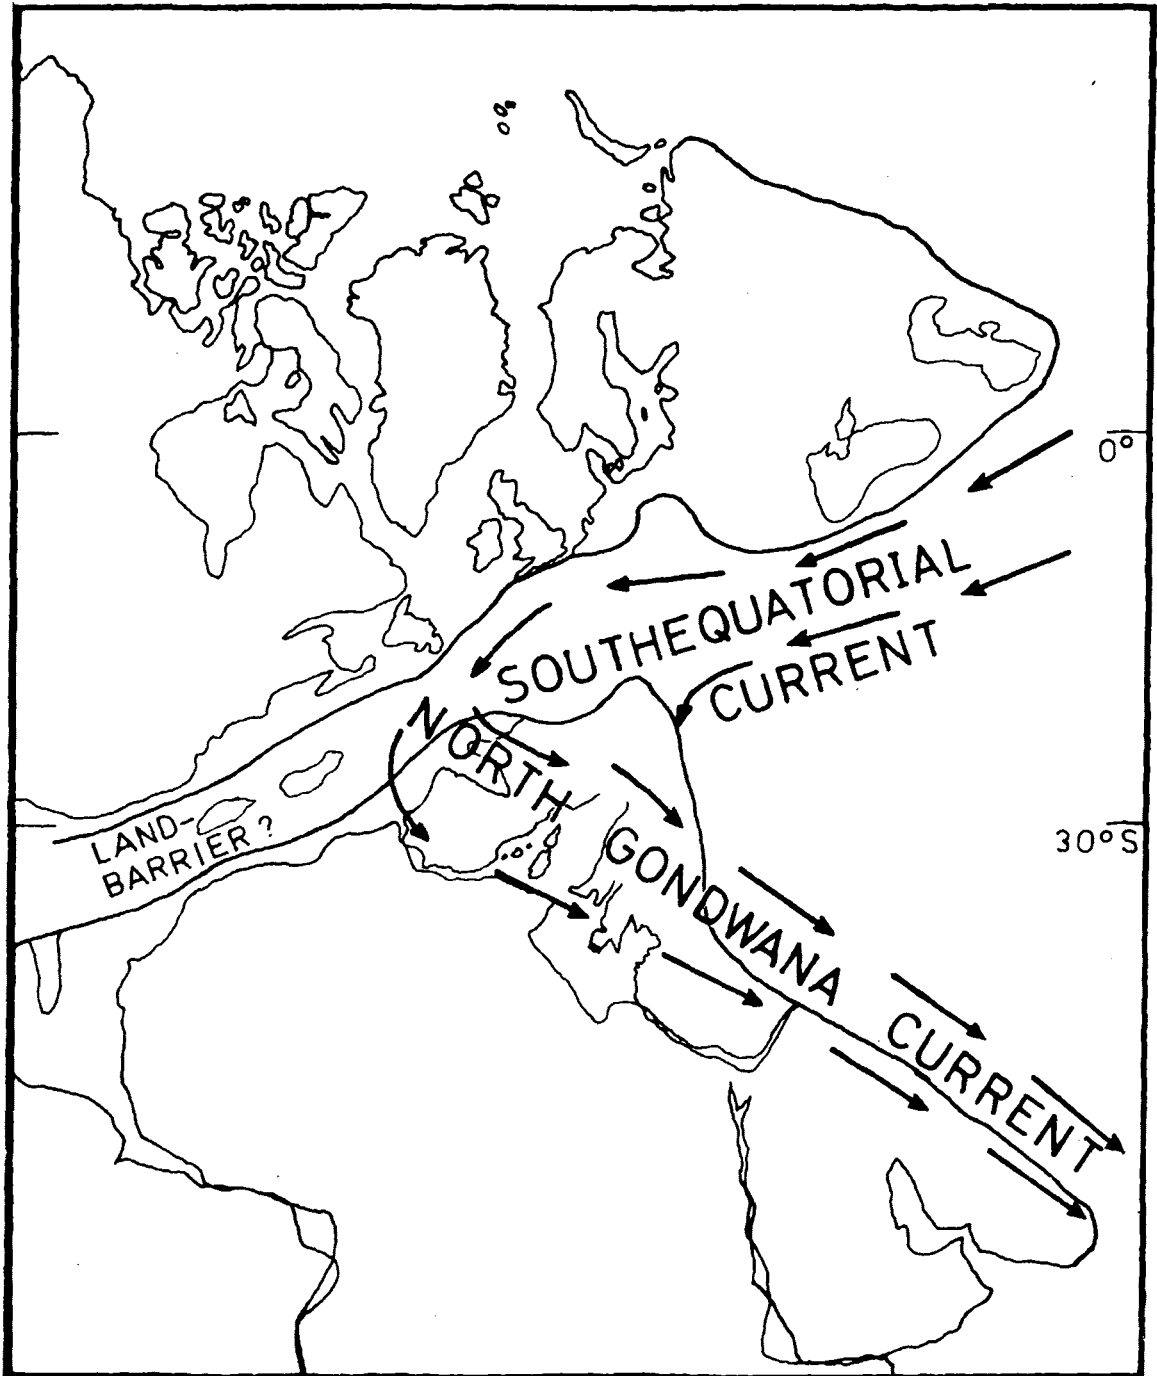 0°
SOUTHEQUATORIAL
CURRENT
NORTH GONDWANA CURRENT
LAND-
BARRIER?
30°S